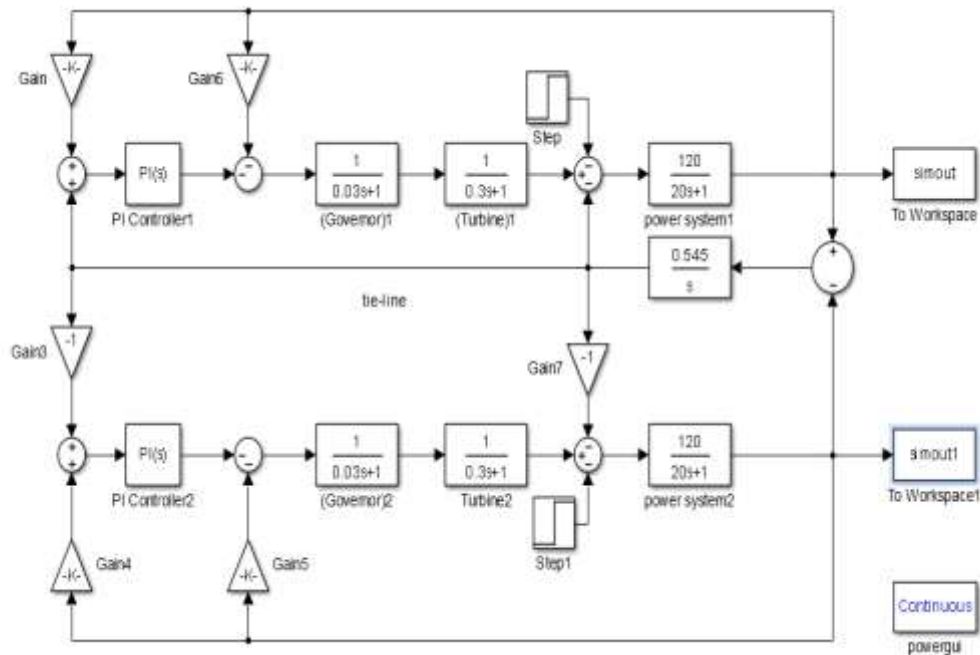 -K-
Gain
-K-
Gain6
Step
+
+
PI(s)
PI Controller1
-
-
1
0.03s+1
(Governor)1
1
0.3s+1
(Turbine)1
-
+
-
120
20s+1
power system1
simout
To Workspace
0.545
s
+
-
tie-line
-1
Gain3
-1
Gain7
+
+
PI(s)
PI Controller2
-
-
1
0.03s+1
(Governor)2
1
0.3s+1
Turbine2
-
+
-
120
20s+1
power system2
simout1
To Workspace1
Step1
-K-
Gain4
-K-
Gain5
Continuous
powergui